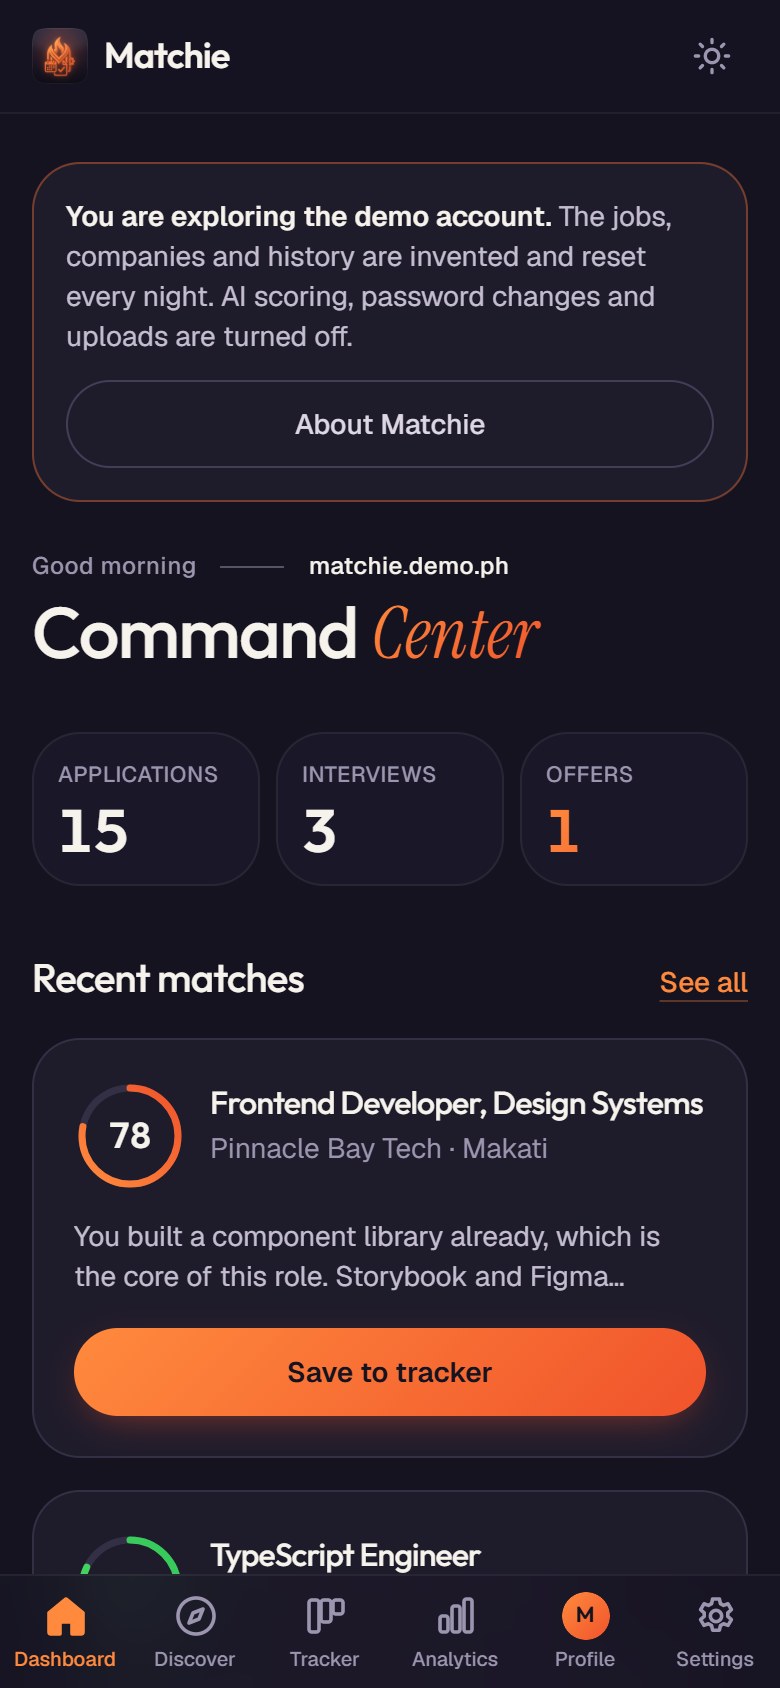 Matchie
You are exploring the demo account. The jobs,
companies and history are invented and reset
every night. AI scoring, password changes and
uploads are turned off.
About Matchie
Good morning
matchie.demo.ph
Command Center
APPLICATIONS
15
INTERVIEWS
3
OFFERS
1
Recent matches
See all
78
Frontend Developer, Design Systems
Pinnacle Bay Tech · Makati
You built a component library already, which is
the core of this role. Storybook and Figma...
Save to tracker
TypeScript Engineer
Dashboard
Discover
Tracker
Analytics
M
Profile
Settings